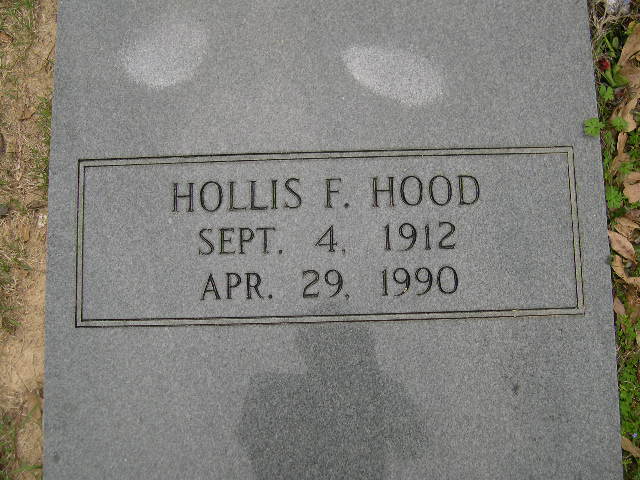 HOLLIS F. HOOD
SEPT. 4, 1912
APR. 29, 1990